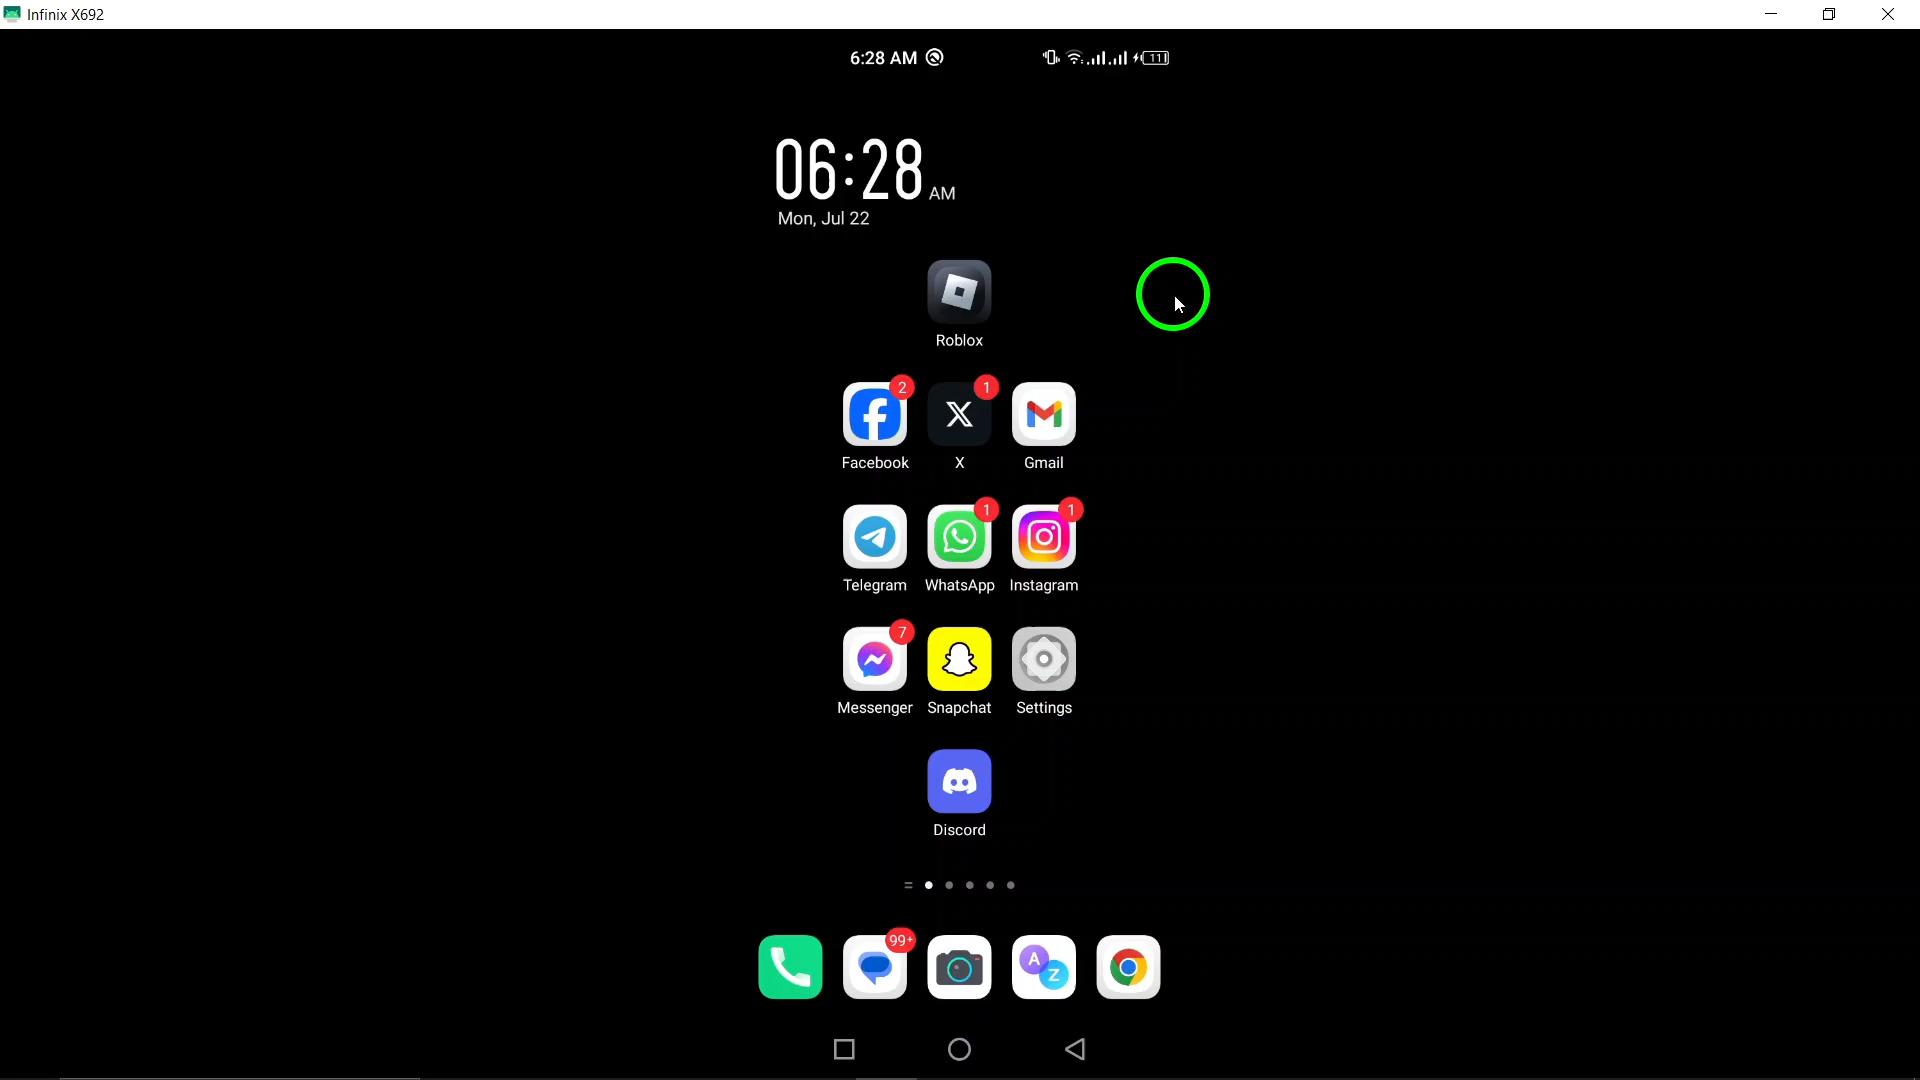 Infinix X692
6:28 AM
11
06:28 AM
Mon, Jul 22
Roblox
2
1
Facebook
X
Gmail
1
1
Telegram
WhatsApp
Instagram
7
Messenger
Snapchat
Settings
Discord
99+
A
Z